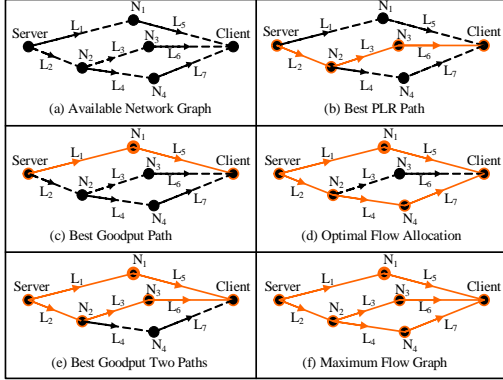 N1
Server L1 L5 Client
N2 L3 N3
L2 L6
L4 L7
N4
(a) Available Network Graph
N1
Server L1 L5 Client
N2 L3 N3
L2 L6
L4 L7
N4
(b) Best PLR Path
N1
Server L1 L5 Client
N2 L3 N3
L2 L6
L4 L7
N4
(c) Best Godput Path
N1
Server L1 L5 Client
N2 L3 N3
L2 L6
L4 L7
N4
(d) Optimal Flow Allocation
N1
Server L1 L5 Client
N2 L3 N3
L2 L6
L4 L7
N4
(e) Best Goodput Two Paths
N1
Server L1 L5 Client
N2 L3 N3
L2 L6
L4 L7
N4
(f) Maximum Flow Graph